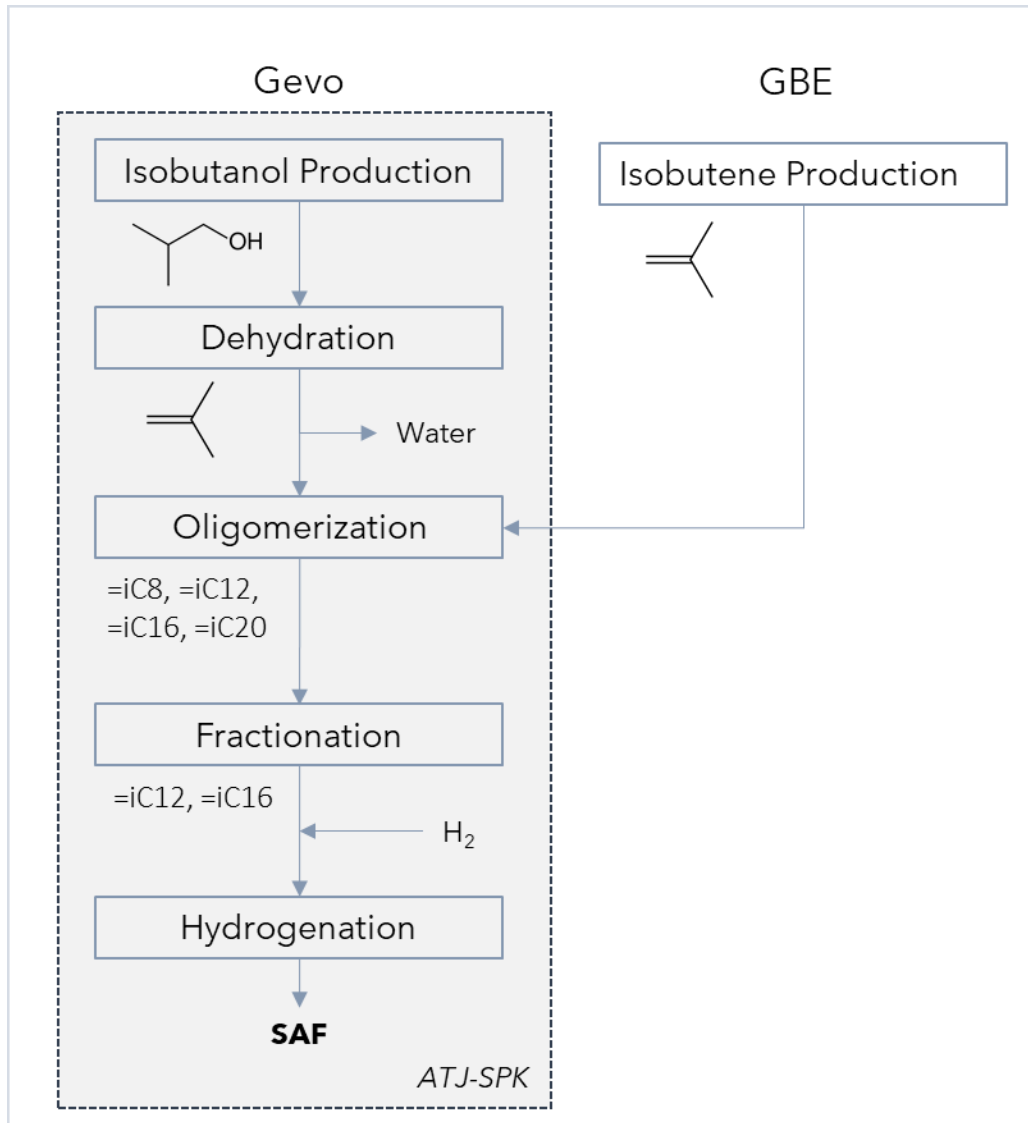 Gevo
GBE
Isobutanol Production
Isobutene Production
OH
Dehydration
Water
Oligomerization
=iC8, =iC12,
=iC16, =iC20
Fractionation
=iC12, =iC16
H₂
Hydrogenation
SAF
ATJ-SPK